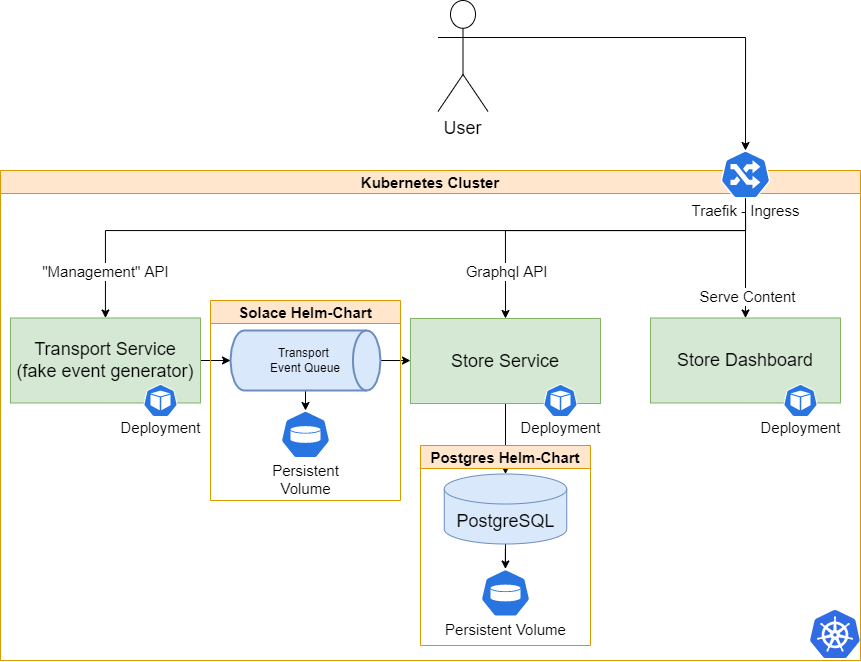 User
Kubernetes Cluster
Traefik - Ingress
"Management" API
Graphql API
Serve Content
Solace Helm-Chart
Transport Service
(fake event generator)
Transport
Event Queue
Store Service
Store Dashboard
Deployment
Deployment
Deployment
Persistent
Volume
Postgres Helm-Chart
PostgreSQL
Persistent Volume